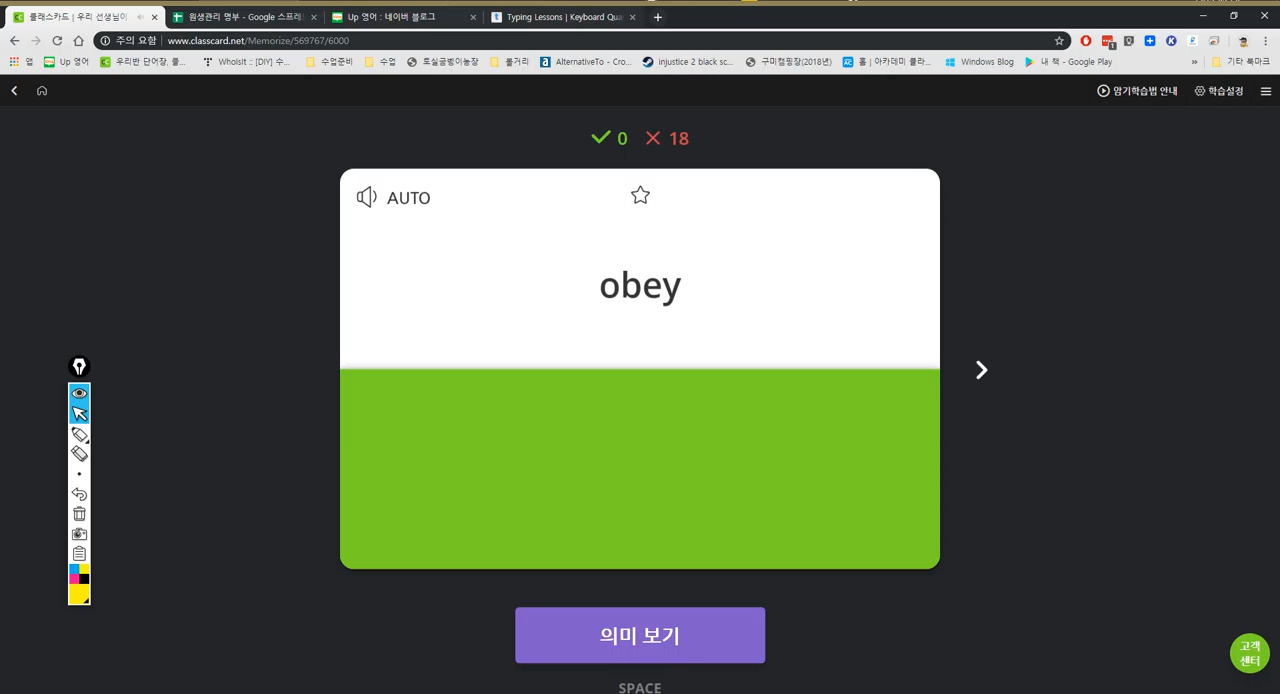 클래스카드 | 우리 선생님이
원생관리 명부 - Google 스프레
Up 영어 : 네이버 블로그
Typing Lessons | Keyboard Qua
주의 요함 | www.classcard.net/Memorize/569767/6000
앱 Up 영어 우리반 단어장, 클... WhoIs!t :: [DIY] 수... 수업준비 수업 토실굼벵이농장 볼거리 AlternativeTo - Cro... injustice 2 black sc... 구미캠핑장(2018년) 홈 | 아카데미 클라... Windows Blog 내 책 - Google Play » 기타 북마크
암기학습법 안내 학습설정
0 18
AUTO
obey
의미 보기
SPACE
고객
센터